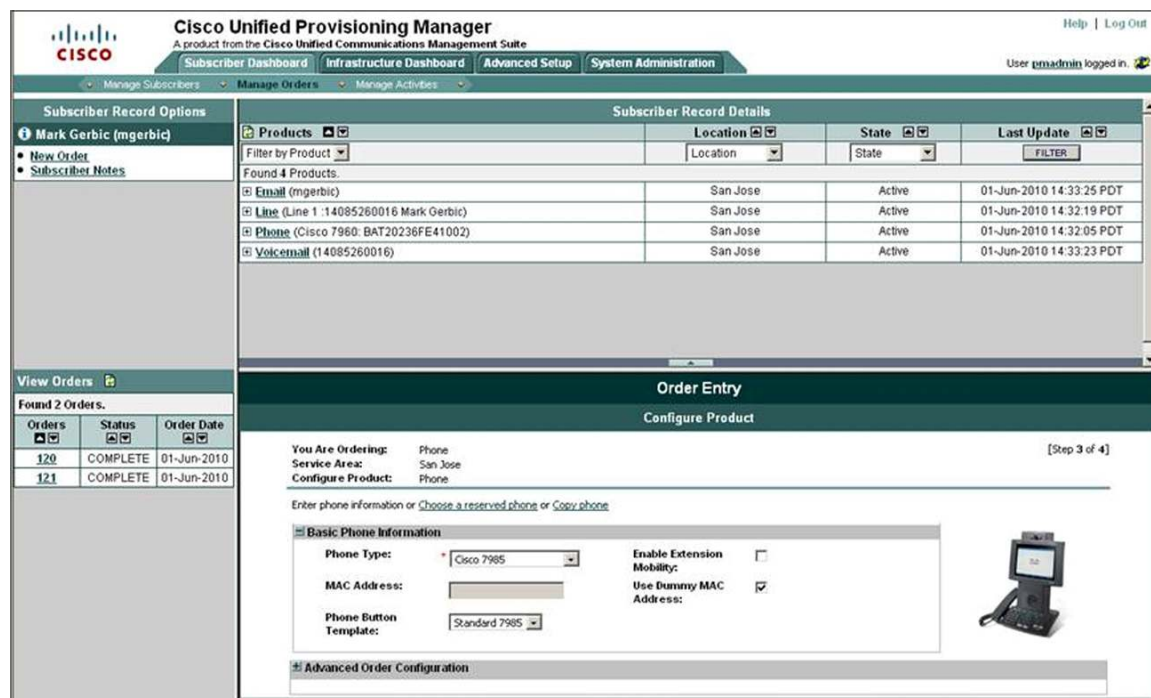 CISCO
Cisco Unified Provisioning Manager
A product from the Cisco Unified Communications Management Suite
Help | Log Out
Subscriber Dashboard Infrastructure Dashboard Advanced Setup System Administration
User pmadmin logged in.
Manage Subscribers Manage Orders Manage Activities
Subscriber Record Options
Mark Gerbic (mgerbic)
New Order
Subscriber Notes
Subscriber Record Details
Products Location State Last Update
Filter by Product Location State FILTER
Found 4 Products.
Email (mgerbic) San Jose Active 01-Jun-2010 14:33:25 PDT
Line (Line 1 :14085260016 Mark Gerbic) San Jose Active 01-Jun-2010 14:32:19 PDT
Phone (Cisco 7960: BAT20236FE41002) San Jose Active 01-Jun-2010 14:32:05 PDT
Voicemail (14085260016) San Jose Active 01-Jun-2010 14:33:23 PDT
View Orders
Found 2 Orders.
Orders Status Order Date
120 COMPLETE 01-Jun-2010
121 COMPLETE 01-Jun-2010
Order Entry
Configure Product
You Are Ordering: Phone [Step 3 of 4]
Service Area: San Jose
Configure Product: Phone
Enter phone information or Choose a reserved phone or Copy phone
Basic Phone Information
Phone Type: * Cisco 7985 Enable Extension Mobility:
MAC Address: Use Dummy MAC Address:
Phone Button Template: Standard 7985
Advanced Order Configuration